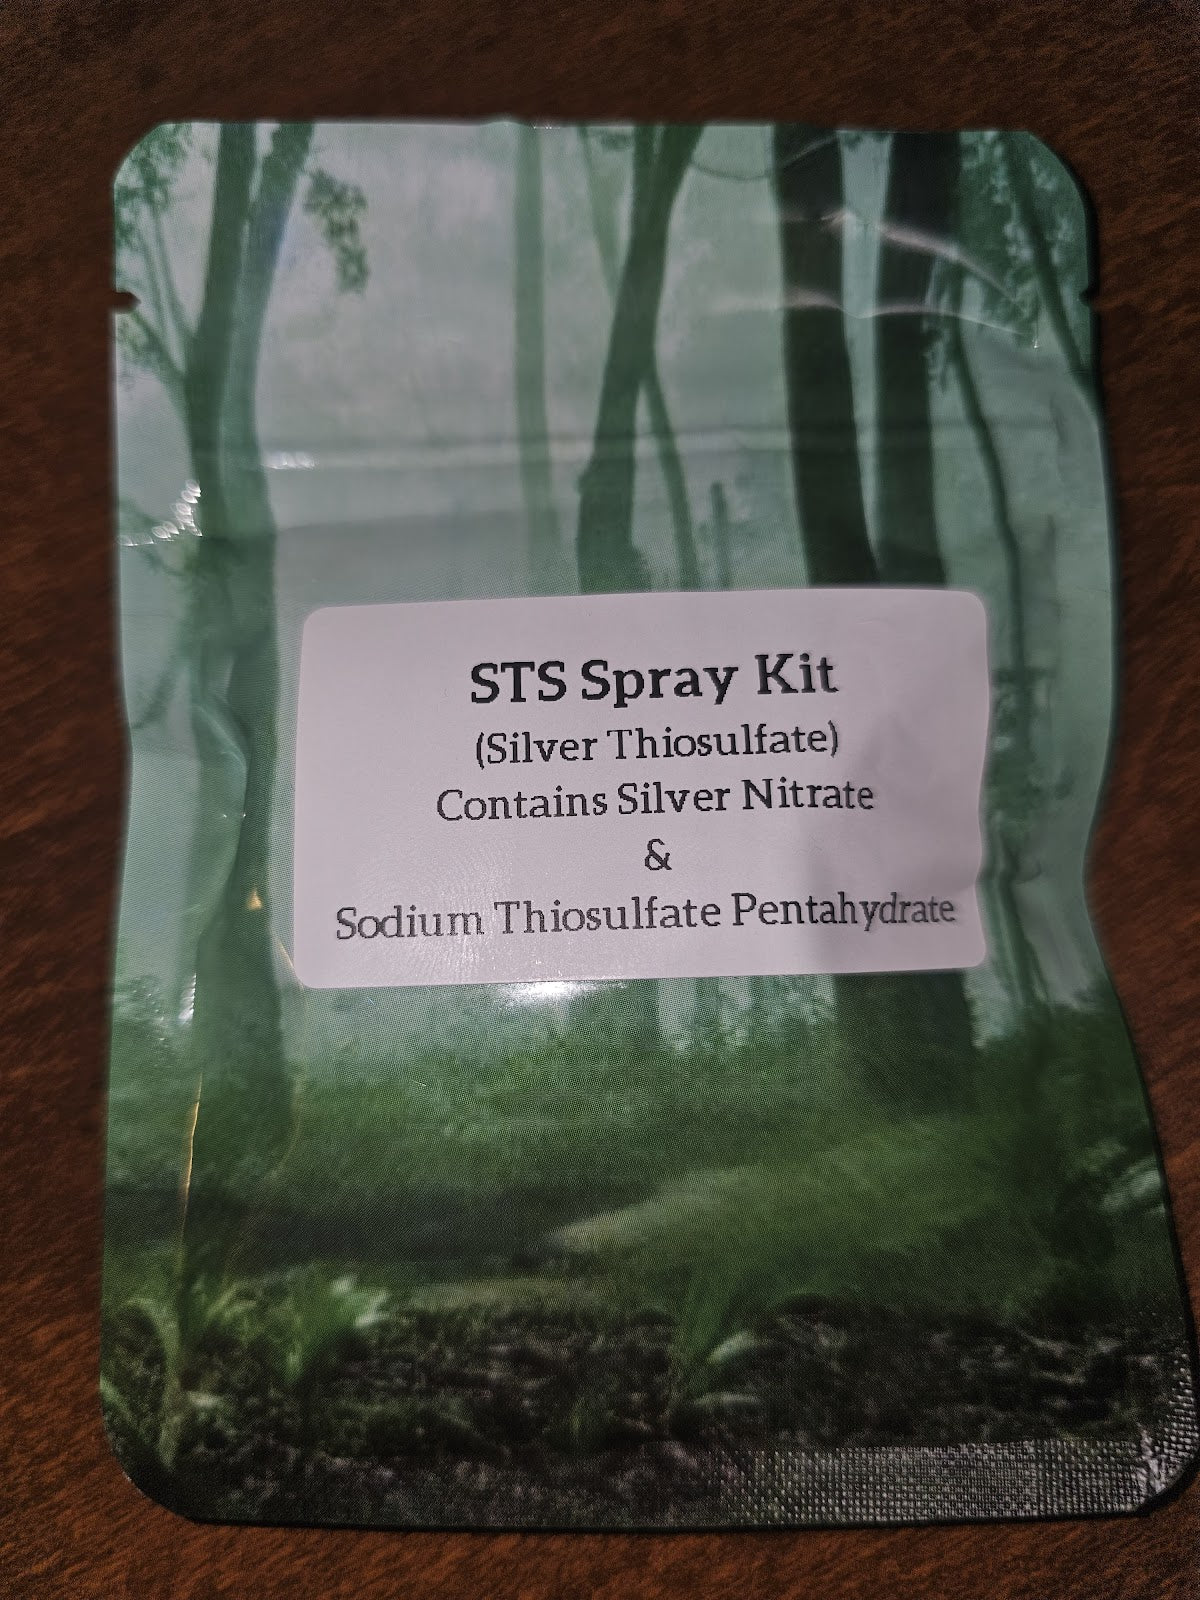 STS Spray Kit
(Silver Thiosulfate)
Contains Silver Nitrate
&
Sodium Thiosulfate Pentahydrate